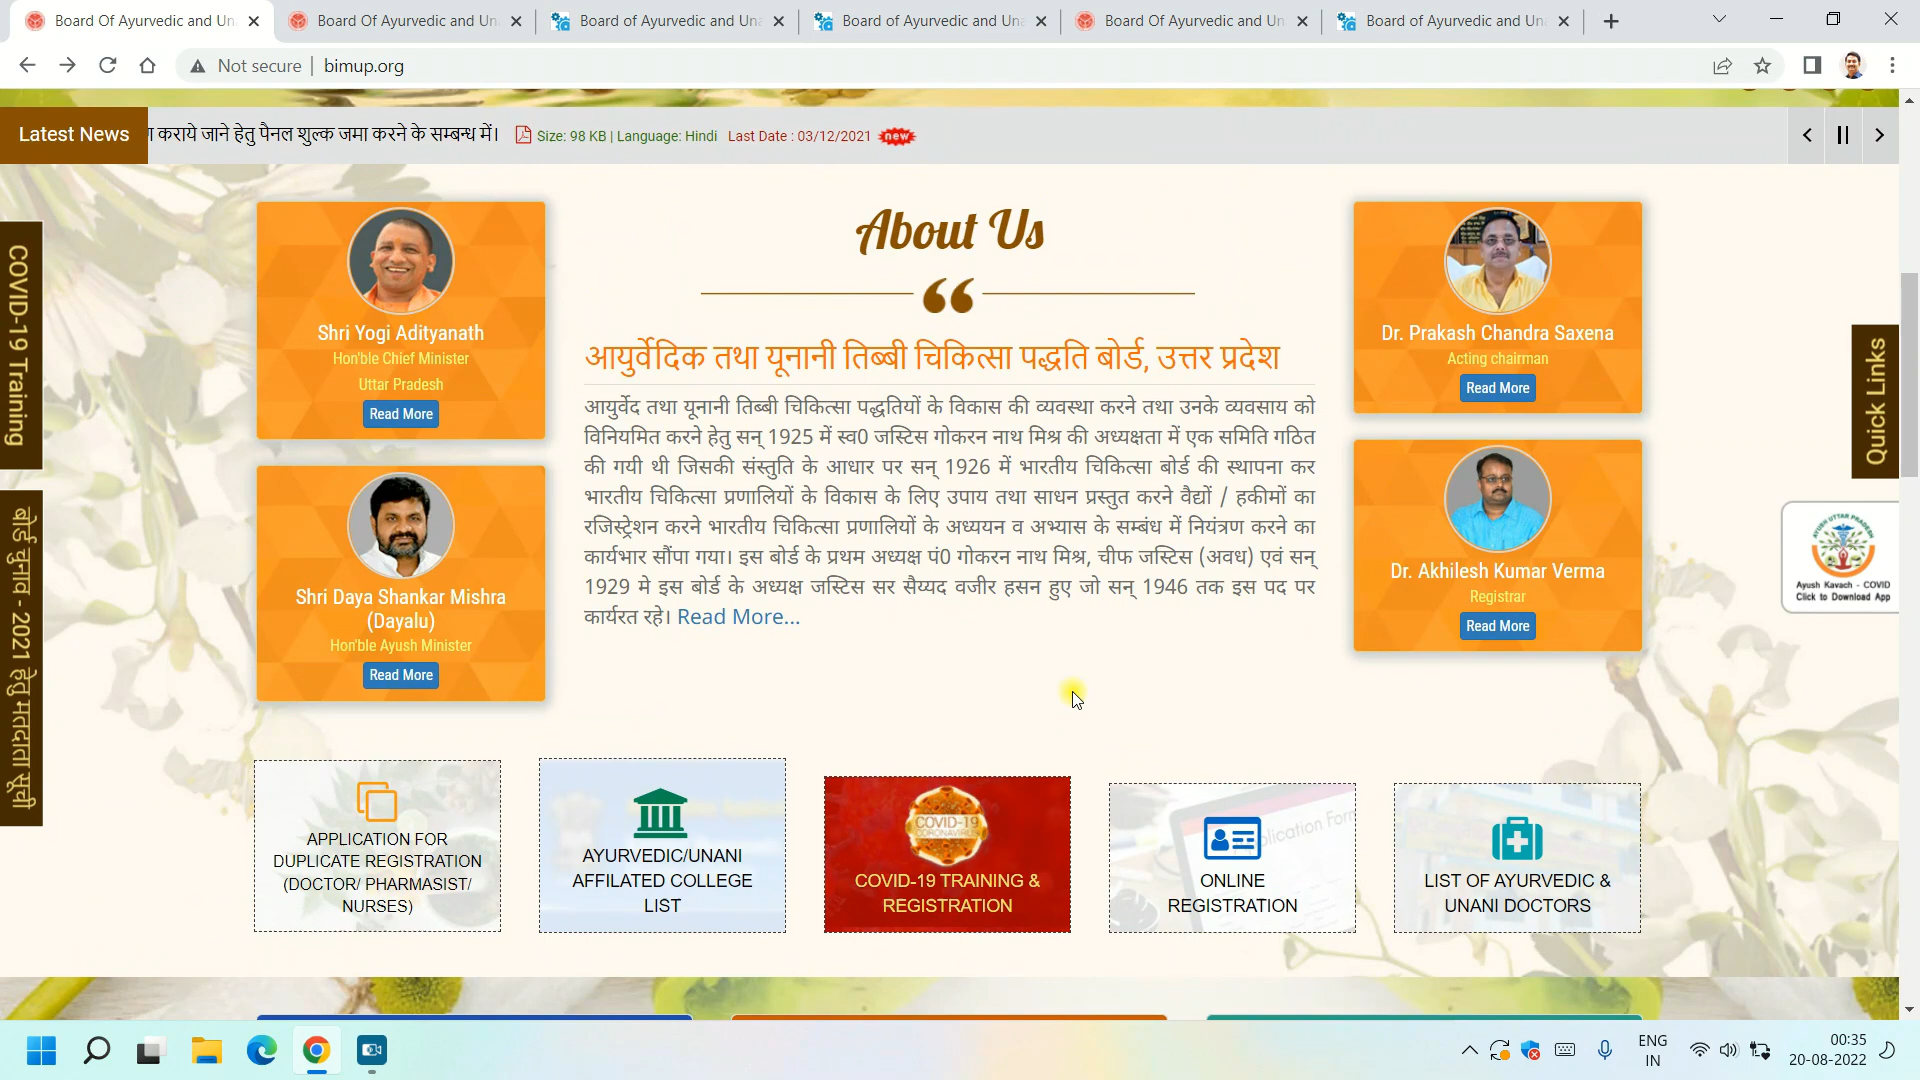 Board Of Ayurvedic and Un
Board Of Ayurvedic and Un
Board of Ayurvedic and Una
Board of Ayurvedic and Una
Board Of Ayurvedic and Un
Board of Ayurvedic and Un
Not secure
bimup.org
Latest News
कराये जाने हेतु पैनल शुल्क जमा करने के सम्बन्ध में।
Size: 98 KB | Language: Hindi Last Date : 03/12/2021 new
COVID-19 Training
बोर्ड चुनाव - 2021 हेतु मतदाता सूची
Shri Yogi Adityanath
Hon'ble Chief Minister
Uttar Pradesh
Read More
Shri Daya Shankar Mishra
(Dayalu)
Hon'ble Ayush Minister
Read More
About Us
आयुर्वेदिक तथा यूनानी तिब्बी चिकित्सा पद्धति बोर्ड, उत्तर प्रदेश
आयुर्वेद तथा यूनानी तिब्बी चिकित्सा पद्धतियों के विकास की व्यवस्था करने तथा उनके व्यवसाय को
विनियमित करने हेतु सन् 1925 में स्व0 जस्टिस गोकरन नाथ मिश्र की अध्यक्षता में एक समिति गठित
की गयी थी जिसकी संस्तुति के आधार पर सन् 1926 में भारतीय चिकित्सा बोर्ड की स्थापना कर
भारतीय चिकित्सा प्रणालियों के विकास के लिए उपाय तथा साधन प्रस्तुत करने वैद्यों / हकीमों का
रजिस्ट्रेशन करने भारतीय चिकित्सा प्रणालियों के अध्ययन व अभ्यास के सम्बंध में नियंत्रण करने का
कार्यभार सौंपा गया। इस बोर्ड के प्रथम अध्यक्ष पं0 गोकरन नाथ मिश्र, चीफ जस्टिस (अवध) एवं सन्
1929 मे इस बोर्ड के अध्यक्ष जस्टिस सर सैय्यद वजीर हसन हुए जो सन् 1946 तक इस पद पर
कार्यरत रहे। Read More...
Dr. Prakash Chandra Saxena
Acting chairman
Read More
Dr. Akhilesh Kumar Verma
Registrar
Read More
Quick Links
AYUSH UTTAR PRADESH
Ayush Kavach - COVID
Click to Download App
APPLICATION FOR
DUPLICATE REGISTRATION
(DOCTOR/ PHARMASIST/
NURSES)
AYURVEDIC/UNANI
AFFILATED COLLEGE
LIST
COVID-19
CORONAVIRUS
COVID-19 TRAINING &
REGISTRATION
plication Form
ONLINE
REGISTRATION
LIST OF AYURVEDIC &
UNANI DOCTORS
ENG
IN
00:35
20-08-2022